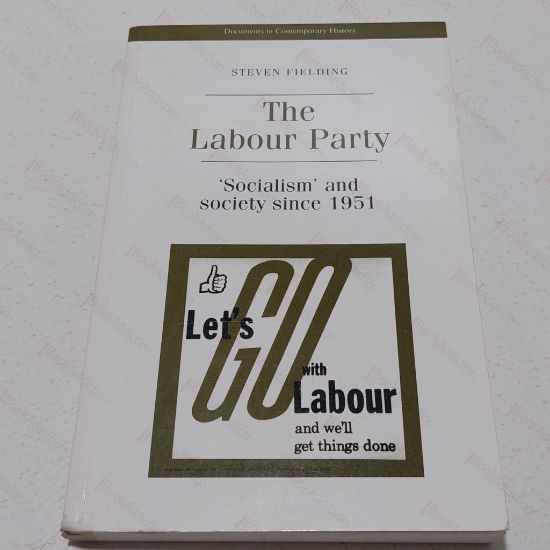 Documents in Contemporary History
STEVEN FIELDING
The
Labour Party
‘Socialism’ and
society since 1951
Let's
GO
with
Labour
and we'll
get things done